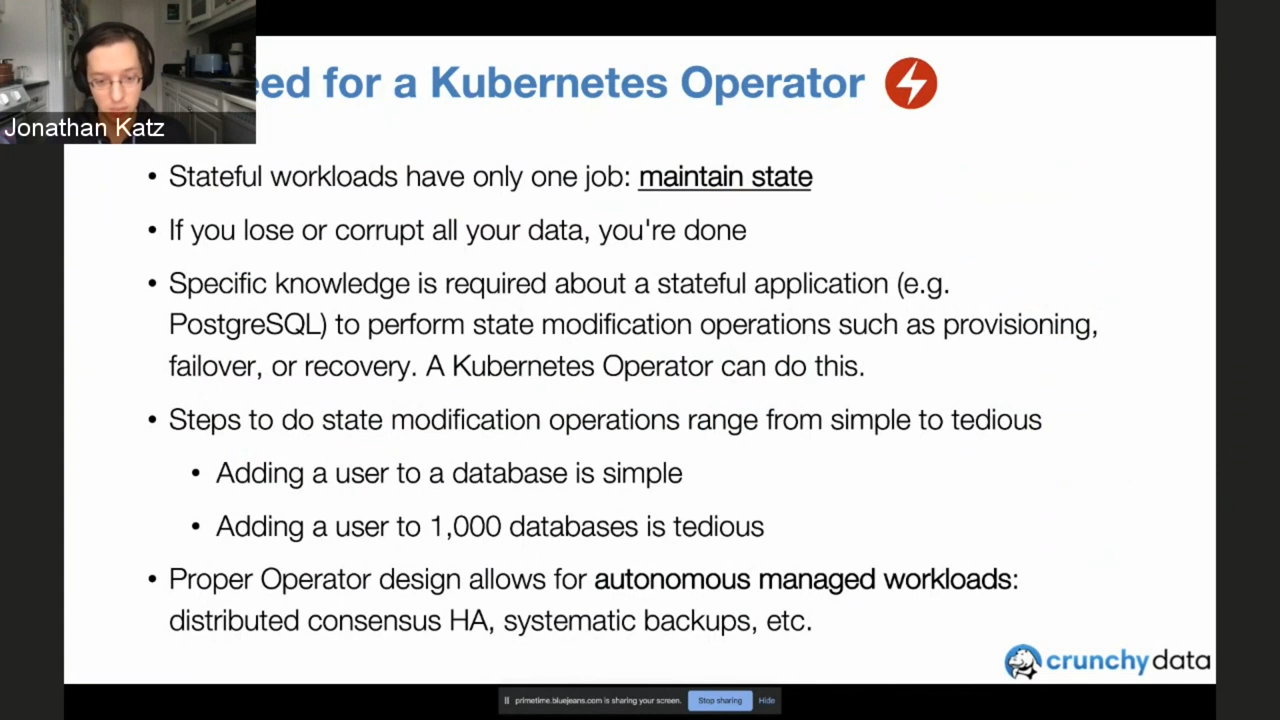 eed for a Kubernetes Operator
Jonathan Katz
• Stateful workloads have only one job: maintain state
• If you lose or corrupt all your data, you're done
• Specific knowledge is required about a stateful application (e.g.
PostgreSQL) to perform state modification operations such as provisioning,
failover, or recovery. A Kubernetes Operator can do this.
• Steps to do state modification operations range from simple to tedious
• Adding a user to a database is simple
• Adding a user to 1,000 databases is tedious
• Proper Operator design allows for autonomous managed workloads:
distributed consensus HA, systematic backups, etc.
crunchydata
primetime.bluejeans.com is sharing your screen. Stop sharing Hide